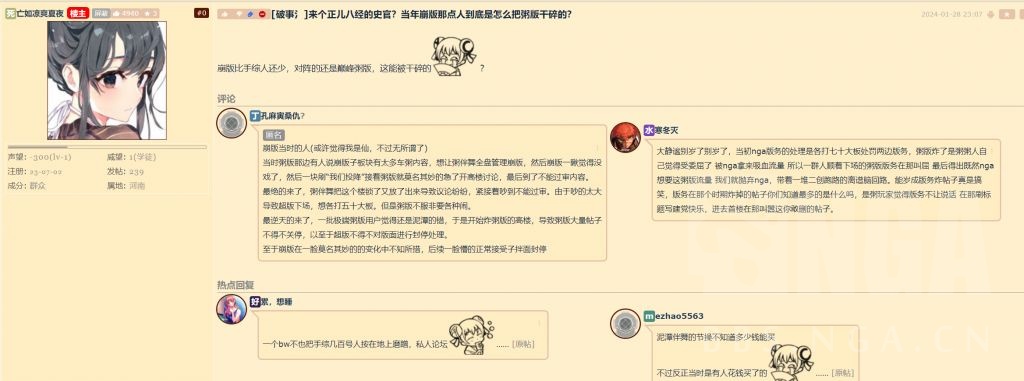 死亡如凉爽夏夜 楼主 屏蔽 4940 3 #0
声望: -300(lv-1) 威望: 1(学徒)
注册: 23-07-02 发帖: 239
成分: 群众 属地: 河南
[破事氵]来个正儿八经的史官？当年崩版那点人到底是怎么把粥版干碎的？
2024-01-28 23:07
崩版比手综人还少，对阵的还是巅峰粥版，这能被干碎的 ？
评论
丁孔麻寅桑仇?
匿名
崩版当时的人(或许觉得我是仙，不过无所谓了)
当时粥版那边有人说崩版子板块有太多车粥内容，想让粥伴舞全盘管理崩版，然后崩版一瞅觉得没
戏了，然后一块刷"我们投降"接着粥版就莫名其妙的急了开高楼讨论，最后到了不能过审内容。
最绝的来了，粥伴舞把这个楼锁了又放了出来导致议论纷纷，紧接着吵到不能过审。由于吵的太大
导致超版下场，想各打五十大板。但是粥版不服非要各种闹。
最逆天的来了，一批极端粥版用户觉得还是泥潭的错，于是开始炸粥版的高楼，导致粥版大量帖子
不得不关停，以至于超版不得不对版面进行封停处理。
至于崩版在一脸莫名其妙的的变化中不知所措，后续一脸懵的正常接受子拌面封停
水寒冬灭
大静谧别岁了别岁了，当初nga版务的处理是各打七七十大板处罚两边版务，粥版炸了是粥粥人自
己觉得受委屈了 被nga拿来吸血流量 所以一群人顾着下场的粥版版务在那叫屈 最后得出既然nga
想要这粥版流量 我们就抛弃nga，带着一堆二创跑路的离谱脑回路。能岁成版务炸帖子真是搞
笑，版务在那个时期炸掉的帖子你们知道最多的是什么吗，是粥玩家觉得版务不让说话 在那刷标
题写建党快乐，进去首楼在那叫嚣这你敢删的帖子。
热点回复
好累，想睡
一个bw不也把手综几百号人按在地上磨蹭，私人论坛 ...... [原帖]
mezhao5563
泥潭伴舞的节操不知道多少钱能买
不过反正当时是有人花钱买了的 ...... [原帖]
NGA
BBS.NGA.CN